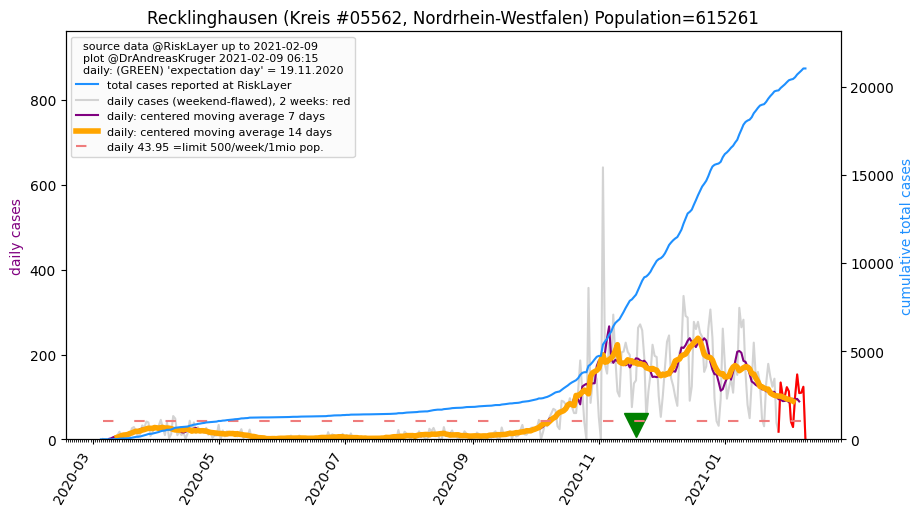 Recklinghausen (Kreis #05562, Nordrhein-Westfalen) Population=615261
source data @RiskLayer up to 2021-02-09
plot @DrAndreasKruger 2021-02-09 06:15
daily: (GREEN) 'expectation day' = 19.11.2020
total cases reported at RiskLayer
daily cases (weekend-flawed), 2 weeks: red
daily: centered moving average 7 days
daily: centered moving average 14 days
daily 43.95 =limit 500/week/1mio pop.
daily cases
800
600
400
200
0
cumulative total cases
20000
15000
10000
5000
0
2020-03
2020-05
2020-07
2020-09
2020-11
2021-01